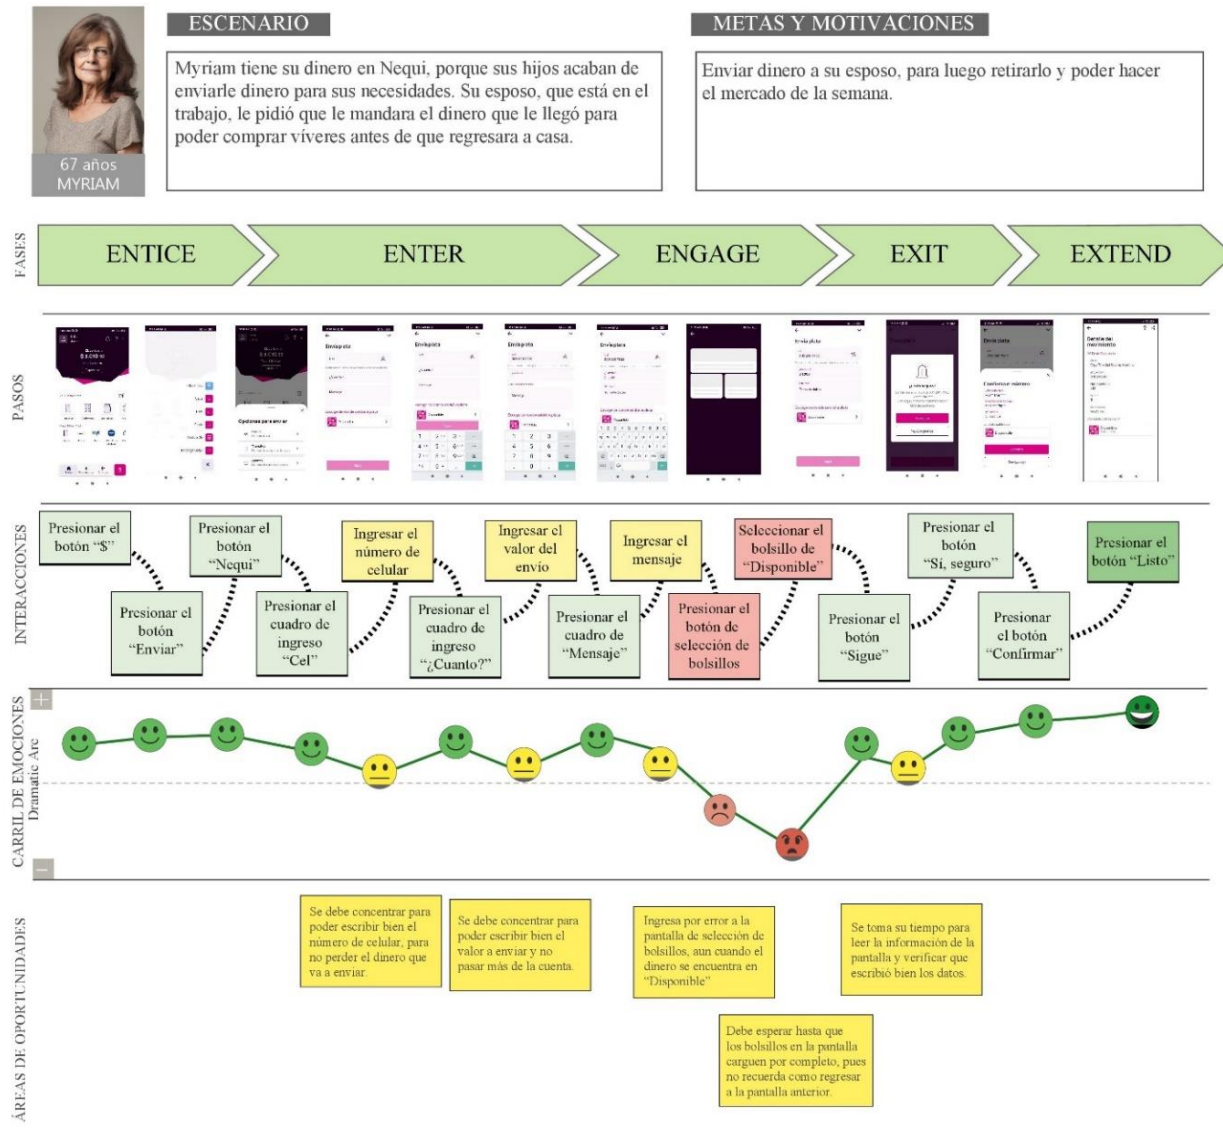 ESCENARIO
Myriam tiene su dinero en Nequi, porque sus hijos acaban de
enviarle dinero para sus necesidades. Su esposo, que está en el
trabajo, le pidió que le mandara el dinero que le llegó para
poder comprar víveres antes de que regresara a casa.
METAS Y MOTIVACIONES
Enviar dinero a su esposo, para luego retirarlo y poder hacer
el mercado de la semana.
67 años
MYRIAM
FASES
ENTICE
ENTER
ENGAGE
EXIT
EXTEND
PASOS
Envía plata
Envía plata
Envía plata
Envía plata
Envía plata
INTERACCIONES
Presionar el
botón “$”
Presionar el
botón
“Enviar”
Presionar el
botón
“Nequi”
Presionar el
cuadro de
ingreso
“Cel”
Ingresar el
número de
celular
Presionar el
cuadro de
ingreso
“¿Cuanto?”
Ingresar el
valor del
envío
Presionar el
cuadro de
“Mensaje”
Ingresar el
mensaje
Presionar el
botón de
selección de
bolsillos
Seleccionar el
bolsillo de
“Disponible”
Presionar el
botón
“Sigue”
Presionar el
botón
“Sí, seguro”
Presionar
el botón
“Confirmar”
Presionar el
botón “Listo”
CARRIL DE EMOCIONES
Dramatic Arc
+
−
ÁREAS DE OPORTUNIDADES
Se debe concentrar para
poder escribir bien el
número de celular, para
no perder el dinero que
va a enviar.
Se debe concentrar para
poder escribir bien el
valor a enviar y no
pasar más de la cuenta.
Ingresa por error a la
pantalla de selección de
bolsillos, aun cuando el
dinero se encuentra en
“Disponible”
Debe esperar hasta que
los bolsillos en la pantalla
carguen por completo, pues
no recuerda como regresar
a la pantalla anterior.
Se toma su tiempo para
leer la información de la
pantalla y verificar que
escribió bien los datos.